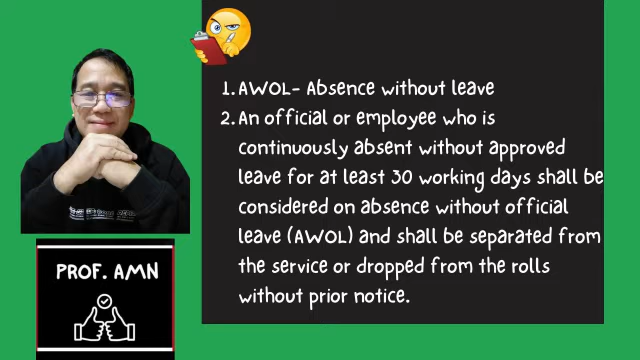 1. AWOL- Absence without leave
2. An official or employee who is
continuously absent without approved
leave for at least 30 working days shall be
considered on absence without official
leave (AWOL) and shall be separated from
the service or dropped from the rolls
without prior notice.
PROF. AMN